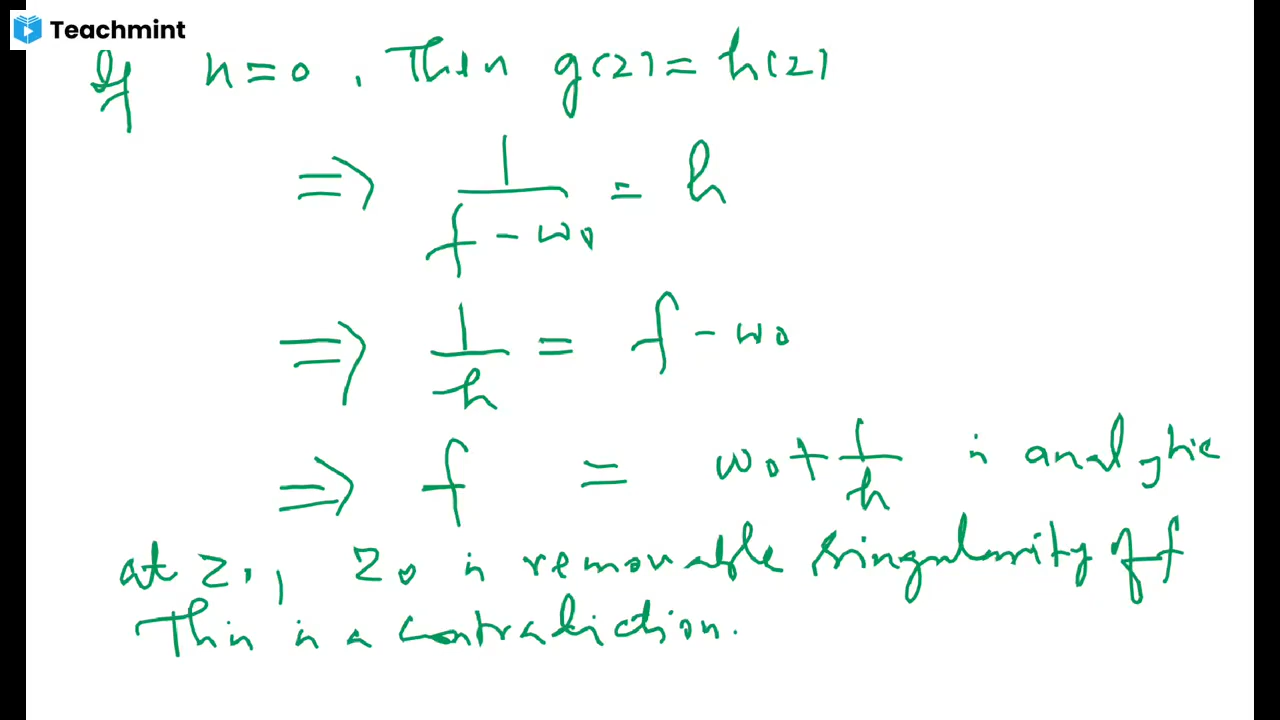 Teachmint
If n=0, Then g(z) = h(z)
⇒ 1/(f - w₀) = h
⇒ 1/h = f - w₀
⇒ f = w₀ + 1/h is analytic
at z₀, z₀ is removable singularity of f
This is a contradiction.